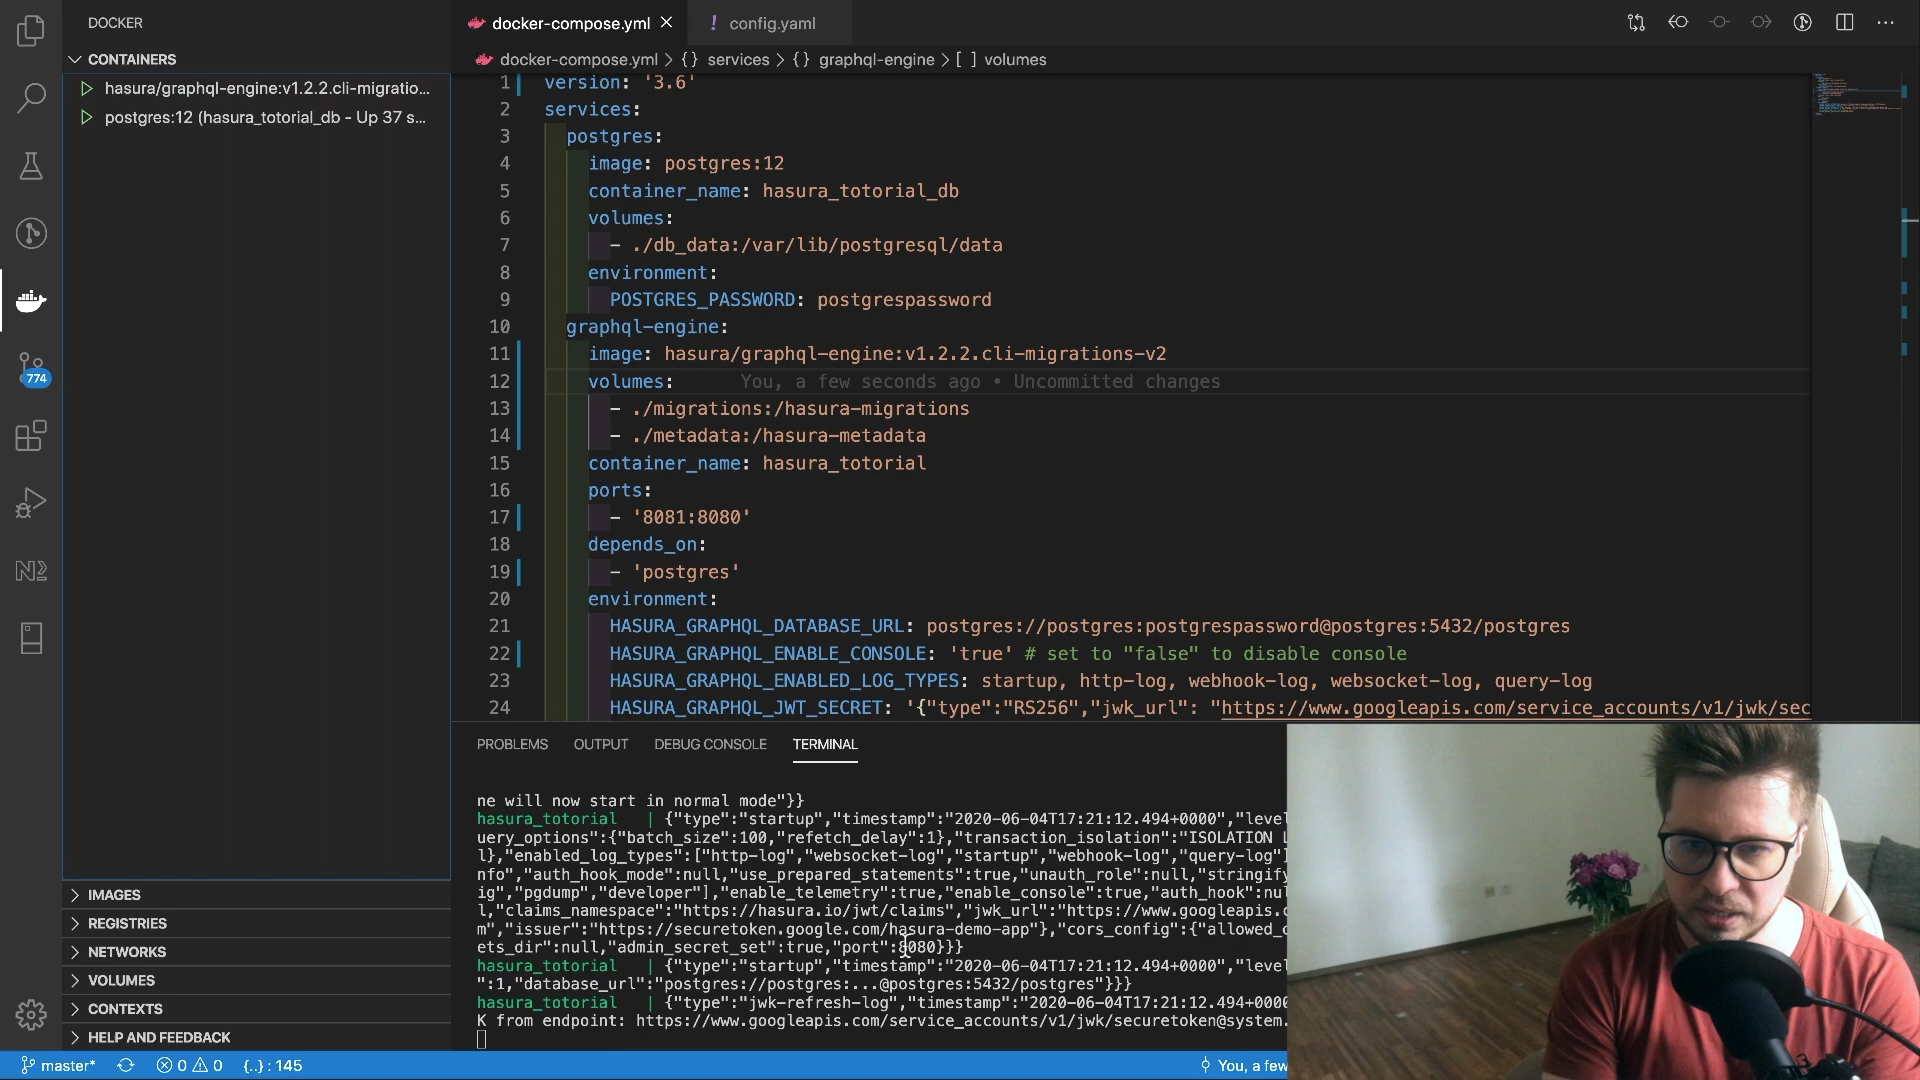 DOCKER
CONTAINERS
hasura/graphql-engine:v1.2.2.cli-migratio...
postgres:12 (hasura_totorial_db - Up 37 s...
774
IMAGES
REGISTRIES
NETWORKS
VOLUMES
CONTEXTS
HELP AND FEEDBACK
docker-compose.yml
! config.yaml
docker-compose.yml > {} services > {} graphql-engine > [ ] volumes
1 version: '3.6'
2 services:
3 postgres:
4 image: postgres:12
5 container_name: hasura_totorial_db
6 volumes:
7 - ./db_data:/var/lib/postgresql/data
8 environment:
9 POSTGRES_PASSWORD: postgrespassword
10 graphql-engine:
11 image: hasura/graphql-engine:v1.2.2.cli-migrations-v2
12 volumes: You, a few seconds ago • Uncommitted changes
13 - ./migrations:/hasura-migrations
14 - ./metadata:/hasura-metadata
15 container_name: hasura_totorial
16 ports:
17 - '8081:8080'
18 depends_on:
19 - 'postgres'
20 environment:
21 HASURA_GRAPHQL_DATABASE_URL: postgres://postgres:postgrespassword@postgres:5432/postgres
22 HASURA_GRAPHQL_ENABLE_CONSOLE: 'true' # set to "false" to disable console
23 HASURA_GRAPHQL_ENABLED_LOG_TYPES: startup, http-log, webhook-log, websocket-log, query-log
24 HASURA_GRAPHQL_JWT_SECRET: '{"type":"RS256","jwk_url": "https://www.googleapis.com/service_accounts/v1/jwk/sec
PROBLEMS OUTPUT DEBUG CONSOLE TERMINAL
ne will now start in normal mode"}}
hasura_totorial | {"type":"startup","timestamp":"2020-06-04T17:21:12.494+0000","level
uery_options":{"batch_size":100,"refetch_delay":1},"transaction_isolation":"ISOLATION L
l},"enabled_log_types":["http-log","websocket-log","startup","webhook-log","query-log"]
nfo","auth_hook_mode":null,"use_prepared_statements":true,"unauth_role":null,"stringify
ig","pgdump","developer"],"enable_telemetry":true,"enable_console":true,"auth_hook":nul
l,"claims_namespace":"https://hasura.io/jwt/claims","jwk_url":"https://www.googleapis.c
m","issuer":"https://securetoken.google.com/hasura-demo-app"},"cors_config":{"allowed_o
ets_dir":null,"admin_secret_set":true,"port":8080}}}
hasura_totorial | {"type":"startup","timestamp":"2020-06-04T17:21:12.494+0000","level
":1,"database_url":"postgres://postgres:...@postgres:5432/postgres"}}}
hasura_totorial | {"type":"jwk-refresh-log","timestamp":"2020-06-04T17:21:12.494+0000
K from endpoint: https://www.googleapis.com/service_accounts/v1/jwk/securetoken@system.
master* 0 0 {..} : 145 You, a few